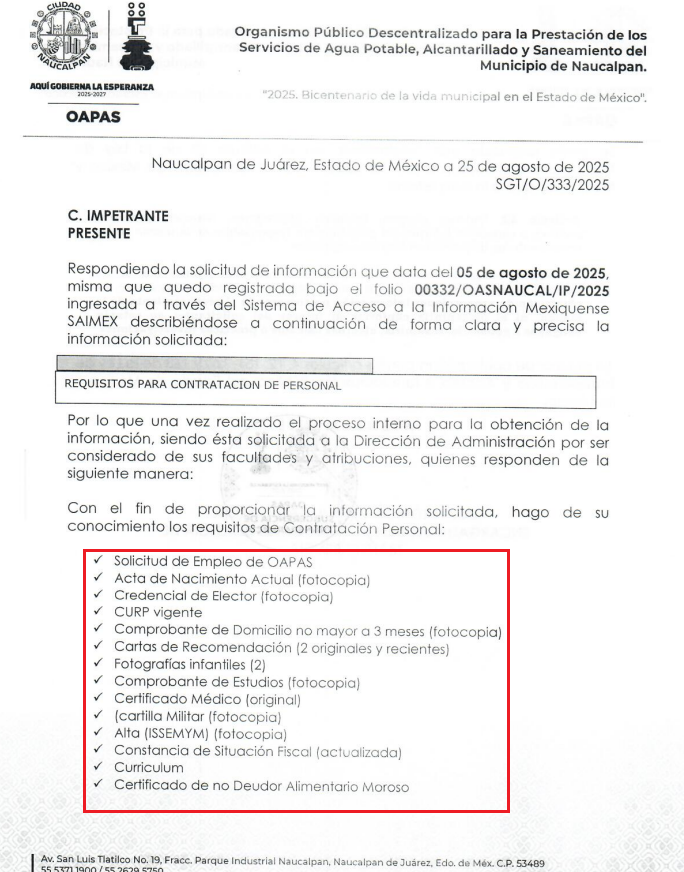 CIUDAD
NAUCALPAN
AQUÍ GOBIERNA LA ESPERANZA
2025-2027
OAPAS
Organismo Público Descentralizado para la Prestación de los
Servicios de Agua Potable, Alcantarillado y Saneamiento del
Municipio de Naucalpan.
"2025. Bicentenario de la vida municipal en el Estado de México".
Naucalpan de Juárez, Estado de México a 25 de agosto de 2025
SGT/O/333/2025
C. IMPETRANTE
PRESENTE
Respondiendo la solicitud de información que data del 05 de agosto de 2025,
misma que quedo registrada bajo el folio 00332/OASNAUCAL/IP/2025
ingresada a través del Sistema de Acceso a la Información Mexiquense
SAIMEX describiéndose a continuación de forma clara y precisa la
información solicitada:
REQUISITOS PARA CONTRATACION DE PERSONAL
Por lo que una vez realizado el proceso interno para la obtención de la
información, siendo ésta solicitada a la Dirección de Administración por ser
considerado de sus facultades y atribuciones, quienes responden de la
siguiente manera:
Con el fin de proporcionar la información solicitada, hago de su
conocimiento los requisitos de Contratación Personal:
✓ Solicitud de Empleo de OAPAS
✓ Acta de Nacimiento Actual (fotocopia)
✓ Credencial de Elector (fotocopia)
✓ CURP vigente
✓ Comprobante de Domicilio no mayor a 3 meses (fotocopia)
✓ Cartas de Recomendación (2 originales y recientes)
✓ Fotografías infantiles (2)
✓ Comprobante de Estudios (fotocopia)
✓ Certificado Médico (original)
✓ (cartilla Militar (fotocopia)
✓ Alta (ISSEMYM) (fotocopia)
✓ Constancia de Situación Fiscal (actualizada)
✓ Curriculum
✓ Certificado de no Deudor Alimentario Moroso
Av. San Luis Tlatilco No. 19, Fracc. Parque Industrial Naucalpan, Naucalpan de Juárez, Edo. de Méx. C.P. 53489
55 5371 1900 / 55 2629 5750